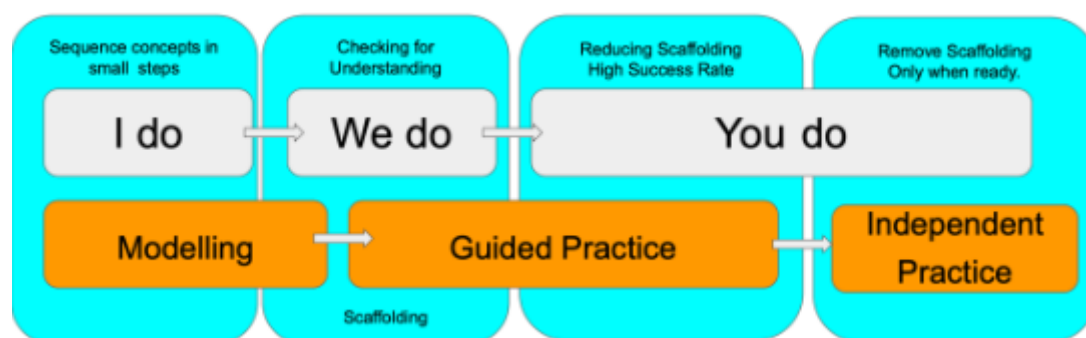 Sequence concepts in
small steps
Checking for
Understanding
Reducing Scaffolding
High Success Rate
Remove Scaffolding
Only when ready.
I do
We do
You do
Modelling
Guided Practice
Independent
Practice
Scaffolding